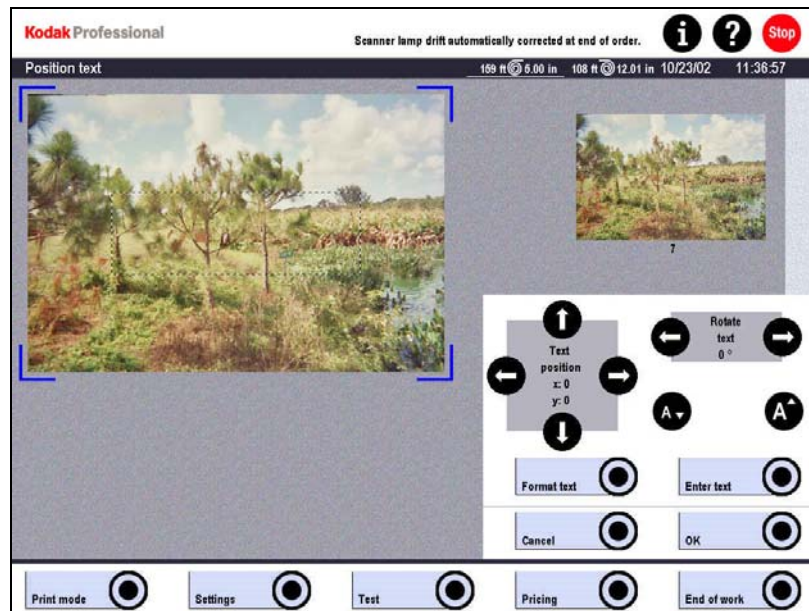 Kodak Professional
Scanner lamp drift automatically corrected at end of order.
i
?
Stop
Position text
159 ft 5.00 in 108 ft 12.01 in 10/23/02 11:36:57
7
Text
position
x: 0
y: 0
Rotate
text
0 °
A
A
Format text
Enter text
Cancel
OK
Print mode
Settings
Test
Pricing
End of work